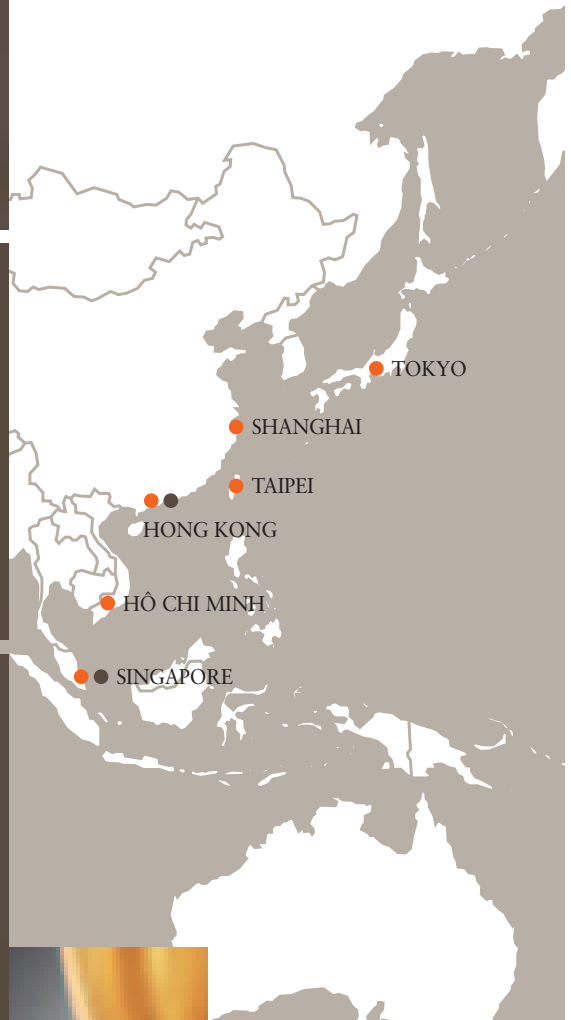 TOKYO
SHANGHAI
TAIPEI
HONG KONG
HÔ CHI MINH
SINGAPORE